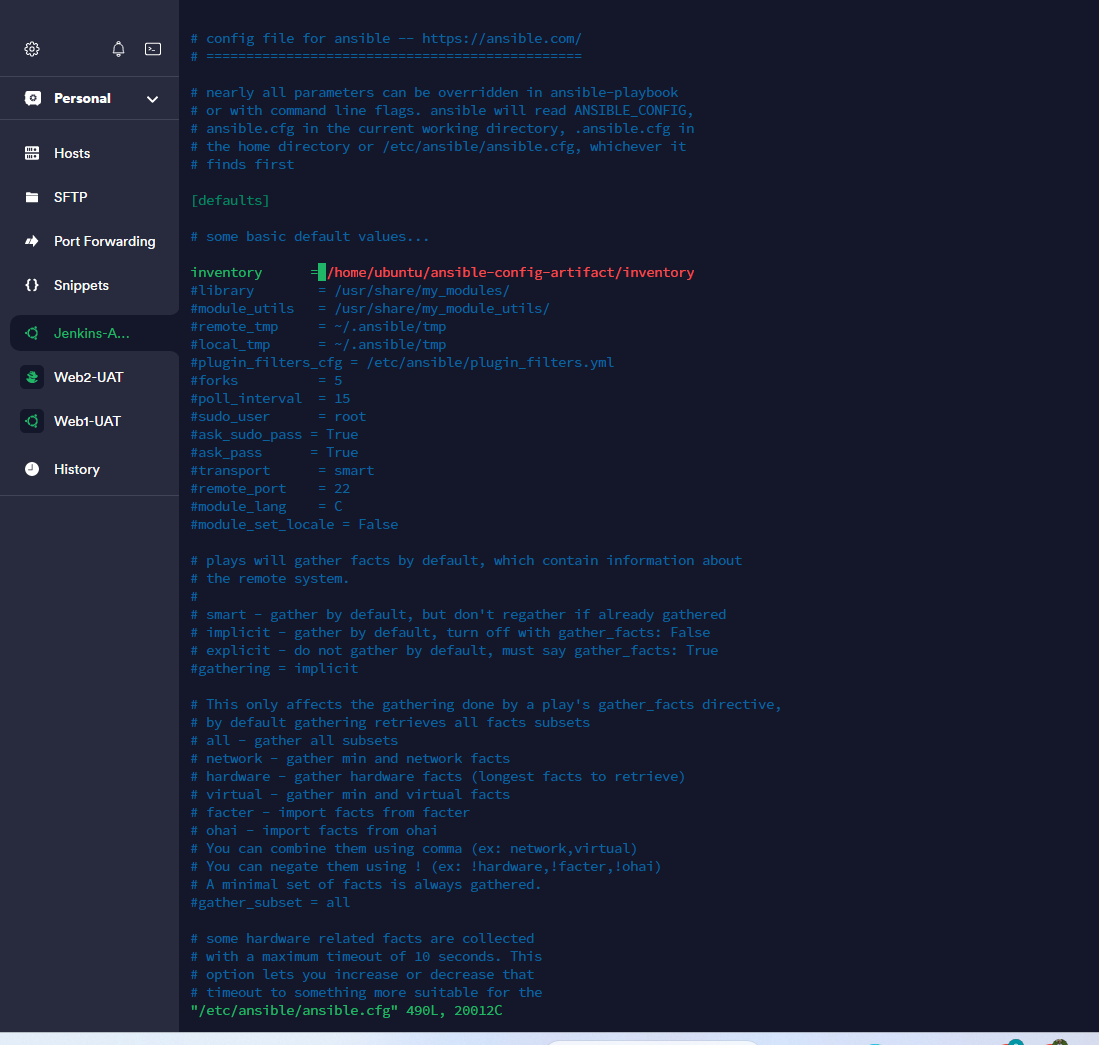 Personal
Hosts
SFTP
Port Forwarding
{} Snippets
Jenkins-A...
Web2-UAT
Web1-UAT
History
# config file for ansible -- https://ansible.com/
# ===============================================
# nearly all parameters can be overridden in ansible-playbook
# or with command line flags. ansible will read ANSIBLE_CONFIG,
# ansible.cfg in the current working directory, .ansible.cfg in
# the home directory or /etc/ansible/ansible.cfg, whichever it
# finds first
[defaults]
# some basic default values...
inventory      = /home/ubuntu/ansible-config-artifact/inventory
#library        = /usr/share/my_modules/
#module_utils   = /usr/share/my_module_utils/
#remote_tmp     = ~/.ansible/tmp
#local_tmp      = ~/.ansible/tmp
#plugin_filters_cfg = /etc/ansible/plugin_filters.yml
#forks          = 5
#poll_interval  = 15
#sudo_user      = root
#ask_sudo_pass = True
#ask_pass      = True
#transport      = smart
#remote_port    = 22
#module_lang    = C
#module_set_locale = False
# plays will gather facts by default, which contain information about
# the remote system.
#
# smart - gather by default, but don't regather if already gathered
# implicit - gather by default, turn off with gather_facts: False
# explicit - do not gather by default, must say gather_facts: True
#gathering = implicit
# This only affects the gathering done by a play's gather_facts directive,
# by default gathering retrieves all facts subsets
# all - gather all subsets
# network - gather min and network facts
# hardware - gather hardware facts (longest facts to retrieve)
# virtual - gather min and virtual facts
# facter - import facts from facter
# ohai - import facts from ohai
# You can combine them using comma (ex: network,virtual)
# You can negate them using ! (ex: !hardware,!facter,!ohai)
# A minimal set of facts is always gathered.
#gather_subset = all
# some hardware related facts are collected
# with a maximum timeout of 10 seconds. This
# option lets you increase or decrease that
# timeout to something more suitable for the
"/etc/ansible/ansible.cfg" 490L, 20012C